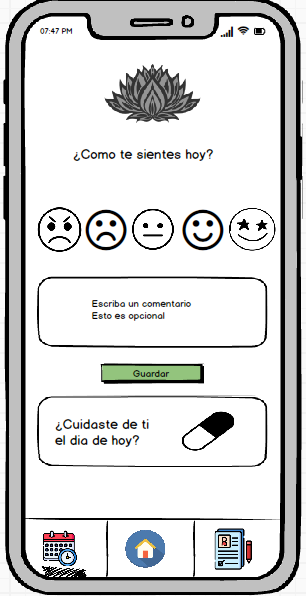 07:47 PM
¿Como te sientes hoy?
Escriba un comentario
Esto es opcional
Guardar
¿Cuidaste de ti
el dia de hoy?